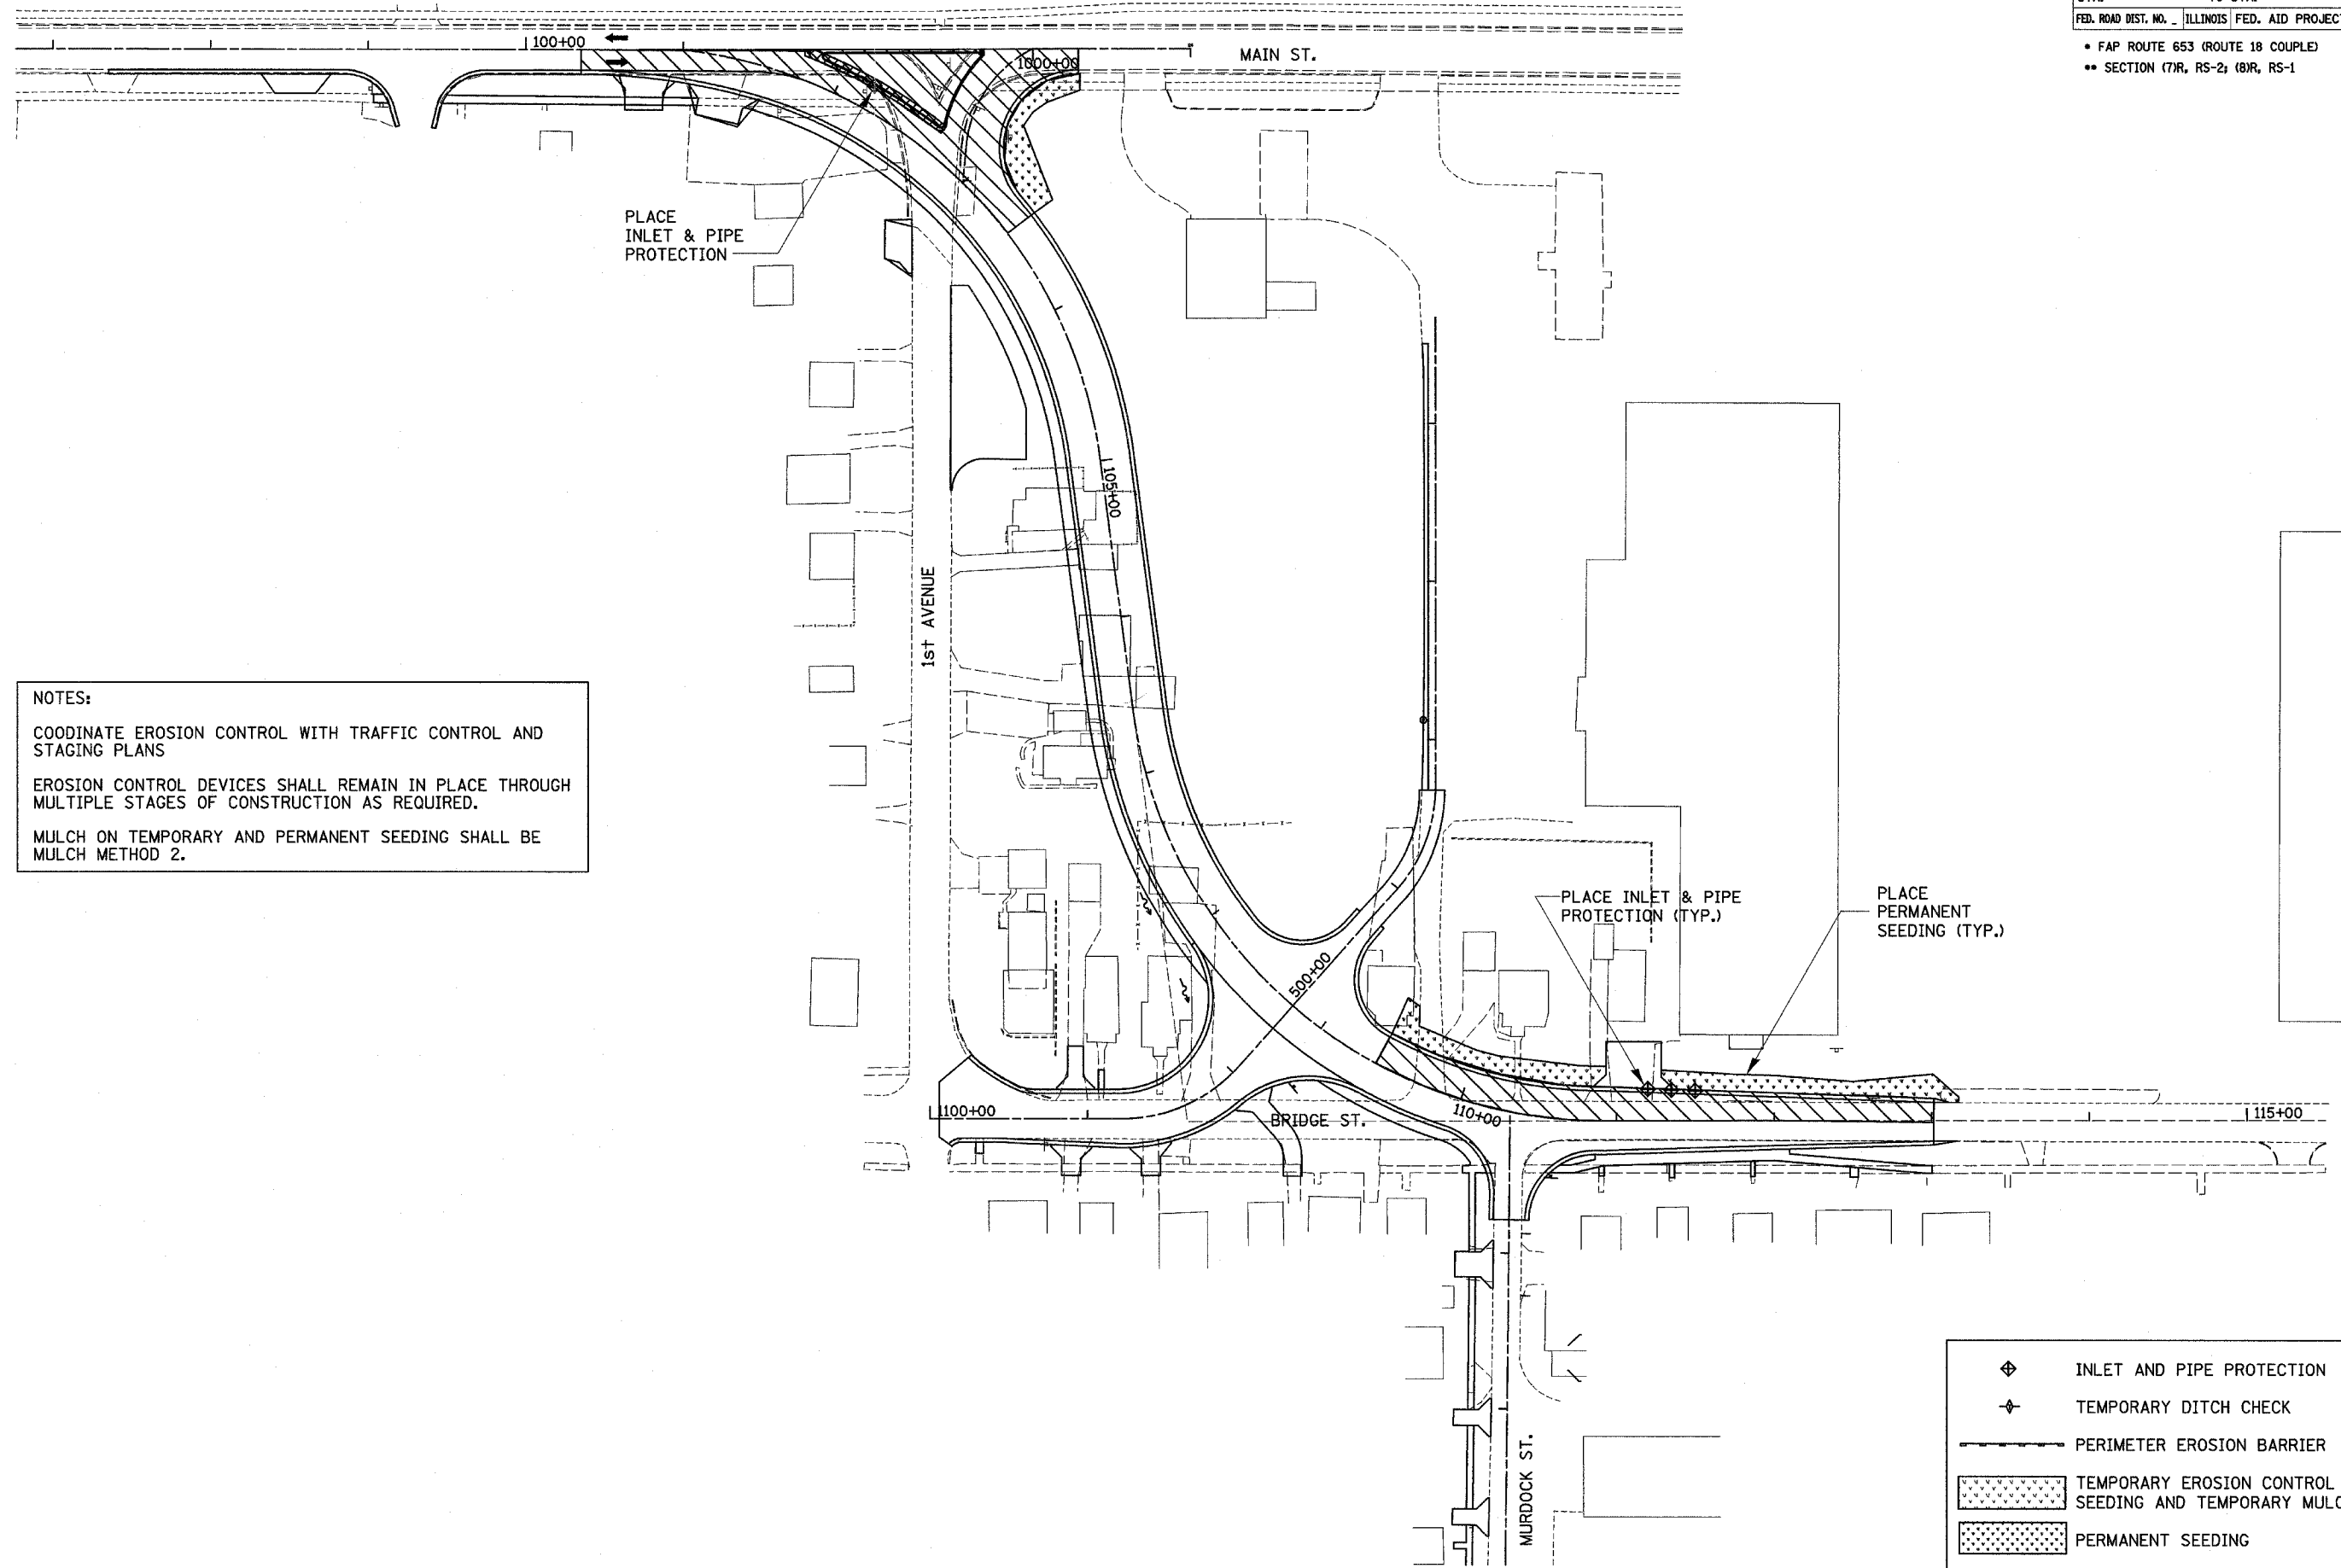 FED. ROAD DIST. NO. _ ILLINOIS FED. AID PROJECT
• FAP ROUTE 653 (ROUTE 18 COUPLE)
•• SECTION (7)R, RS-2; (8)R, RS-1
100+00
1000+00
MAIN ST.
PLACE
INLET & PIPE
PROTECTION
105+00
1st AVENUE
NOTES:
COODINATE EROSION CONTROL WITH TRAFFIC CONTROL AND
STAGING PLANS
EROSION CONTROL DEVICES SHALL REMAIN IN PLACE THROUGH
MULTIPLE STAGES OF CONSTRUCTION AS REQUIRED.
MULCH ON TEMPORARY AND PERMANENT SEEDING SHALL BE
MULCH METHOD 2.
PLACE INLET & PIPE
PROTECTION (TYP.)
PLACE
PERMANENT
SEEDING (TYP.)
500+00
1100+00
BRIDGE ST.
110+00
115+00
MURDOCK ST.
INLET AND PIPE PROTECTION
TEMPORARY DITCH CHECK
PERIMETER EROSION BARRIER
TEMPORARY EROSION CONTROL
SEEDING AND TEMPORARY MULC
PERMANENT SEEDING